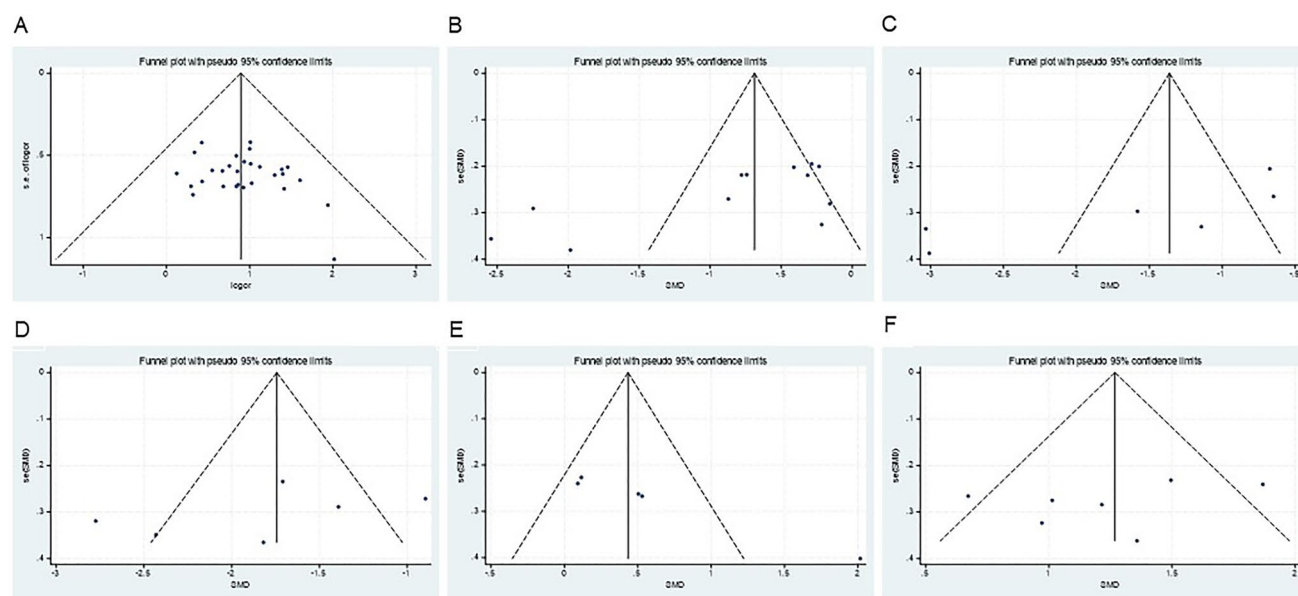 A
Funnel plot with pseudo 95% confidence limits
0
.5
1
s.e. of logor
-1
0
1
2
3
logor
B
Funnel plot with pseudo 95% confidence limits
0
.1
.2
.3
.4
se(SMD)
-2.5
-2
-1.5
-1
-.5
0
SMD
C
Funnel plot with pseudo 95% confidence limits
0
.1
.2
.3
.4
se(SMD)
-3
-2.5
-2
-1.5
-1
-.5
SMD
D
Funnel plot with pseudo 95% confidence limits
0
.1
.2
.3
.4
se(SMD)
-3
-2.5
-2
-1.5
-1
SMD
E
Funnel plot with pseudo 95% confidence limits
0
.1
.2
.3
.4
se(SMD)
-.5
0
.5
1
1.5
2
SMD
F
Funnel plot with pseudo 95% confidence limits
0
.1
.2
.3
.4
se(SMD)
.5
1
1.5
2
SMD